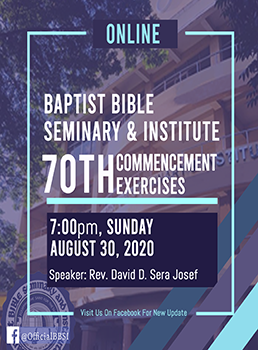 ONLINE
BAPTIST BIBLE
SEMINARY & INSTITUTE
70TH COMMENCEMENT
EXERCISES
7:00pm, SUNDAY
AUGUST 30, 2020
Speaker: Rev. David D. Sera Josef
Visit Us On Facebook For New Update
f @OfficialBBSI